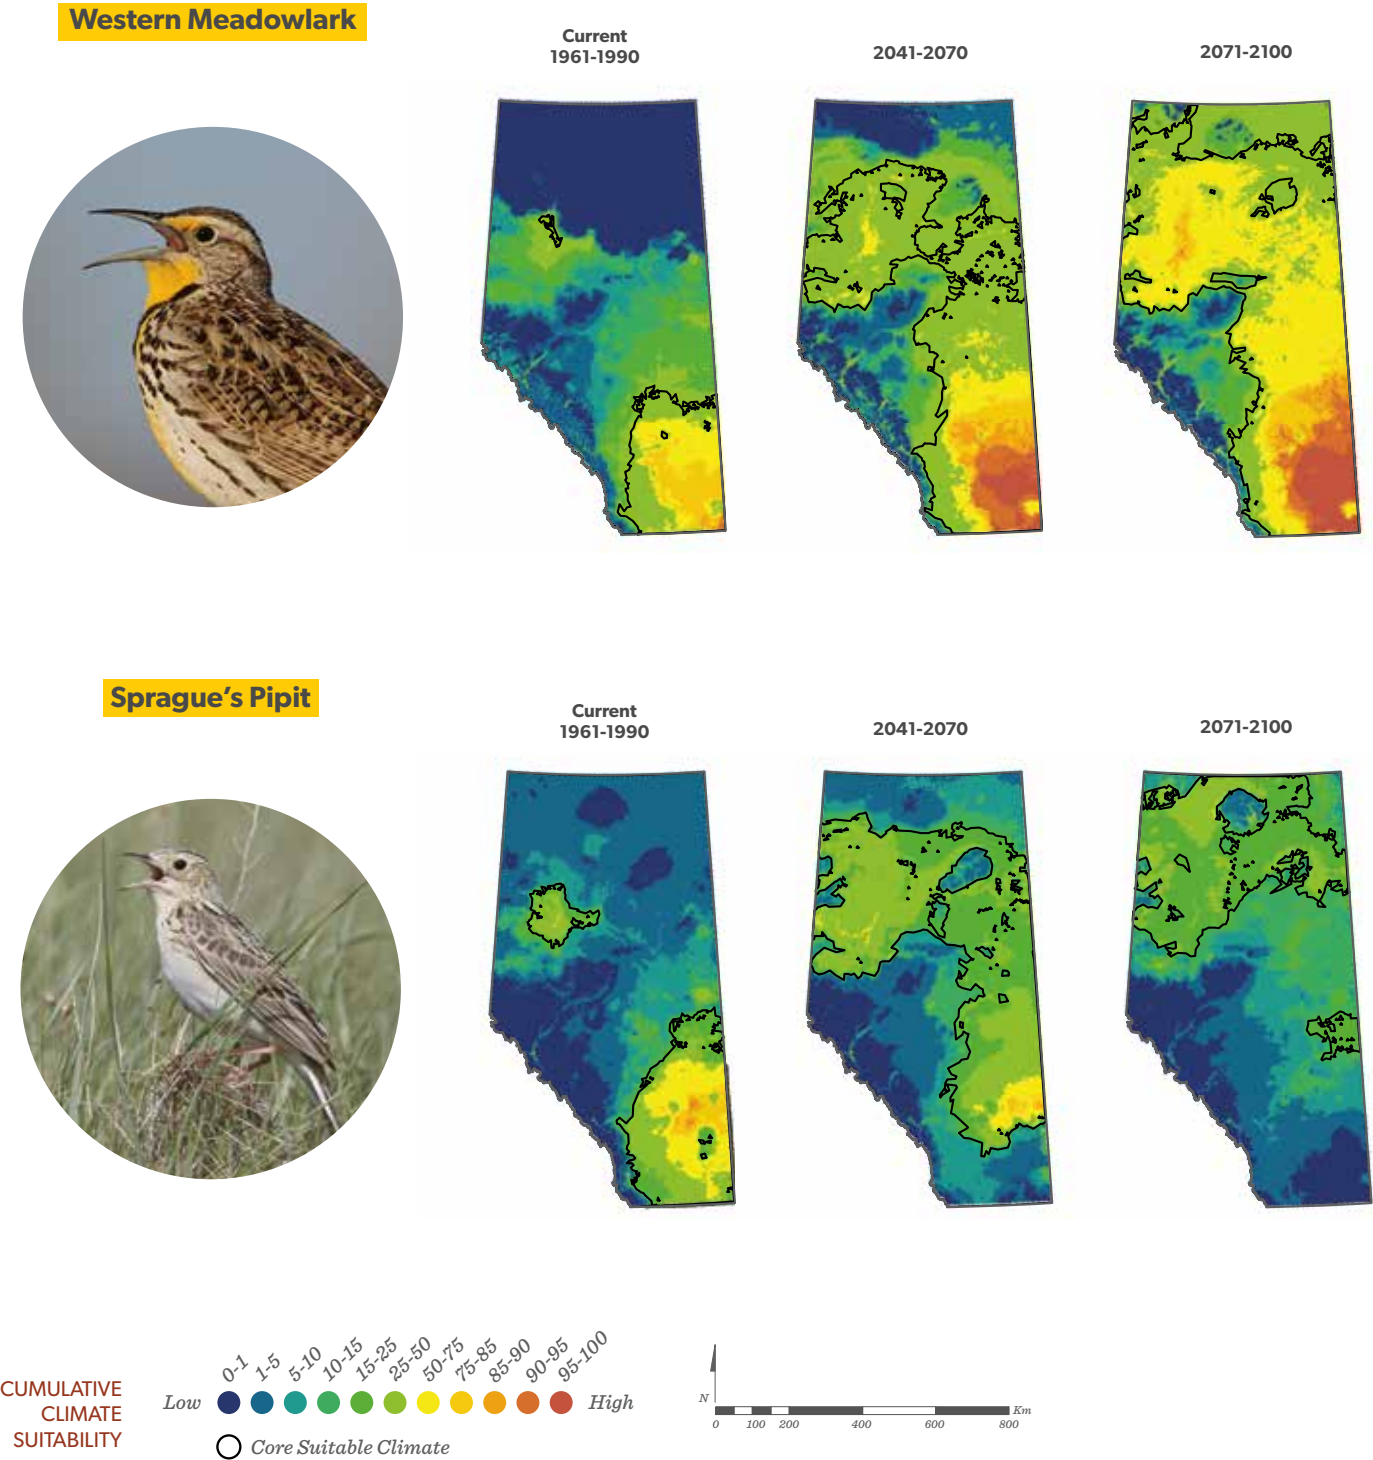 Western Meadowlark
Current
1961-1990
2041-2070
2071-2100
Sprague's Pipit
Current
1961-1990
2041-2070
2071-2100
CUMULATIVE
CLIMATE
SUITABILITY
Low
0-1
1-5
5-10
10-15
15-25
25-50
50-75
75-85
85-90
90-95
95-100
High
Core Suitable Climate
N
Km
0 100 200 400 600 800